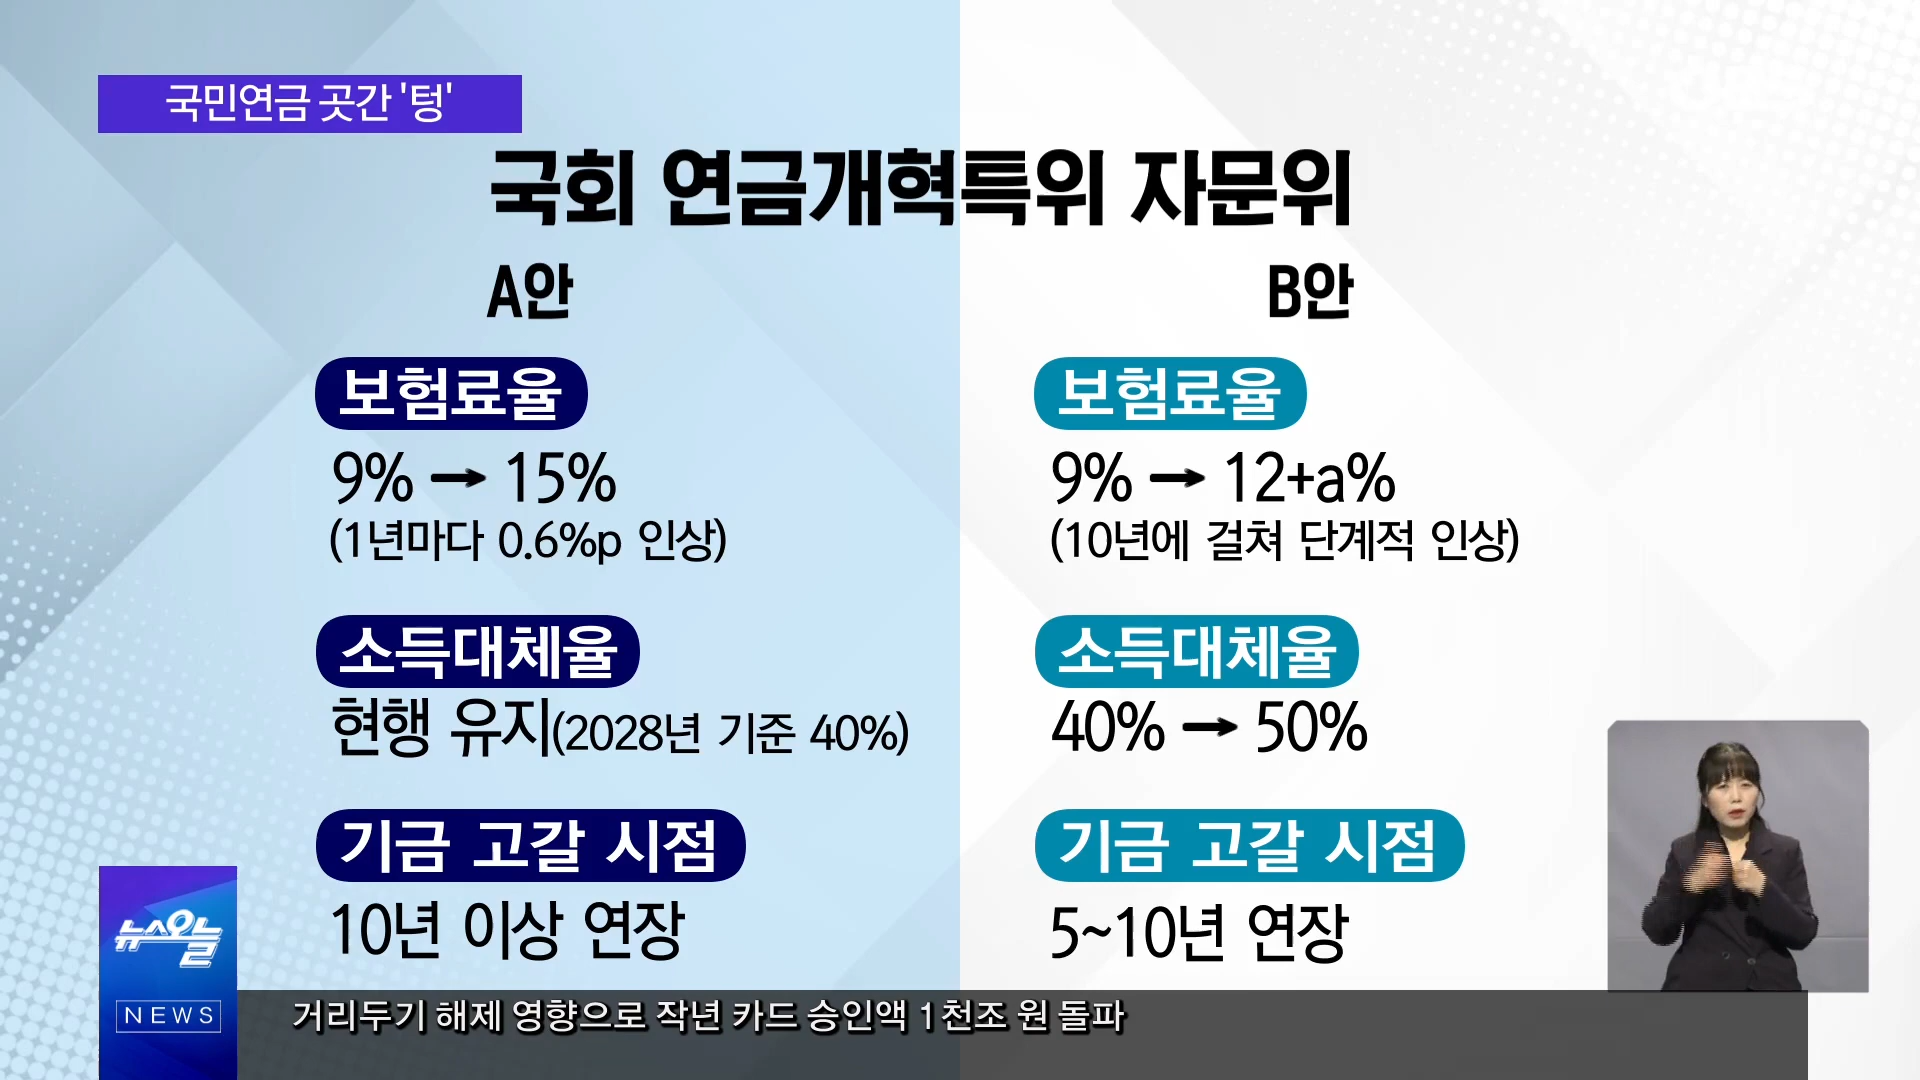 국민연금 곳간 '텅'
국회 연금개혁특위 자문위
A안
보험료율
9% → 15%
(1년마다 0.6%p 인상)
소득대체율
현행 유지(2028년 기준 40%)
기금 고갈 시점
10년 이상 연장
B안
보험료율
9% → 12+a%
(10년에 걸쳐 단계적 인상)
소득대체율
40% → 50%
기금 고갈 시점
5~10년 연장
뉴스오늘
NEWS
거리두기 해제 영향으로 작년 카드 승인액 1천조 원 돌파